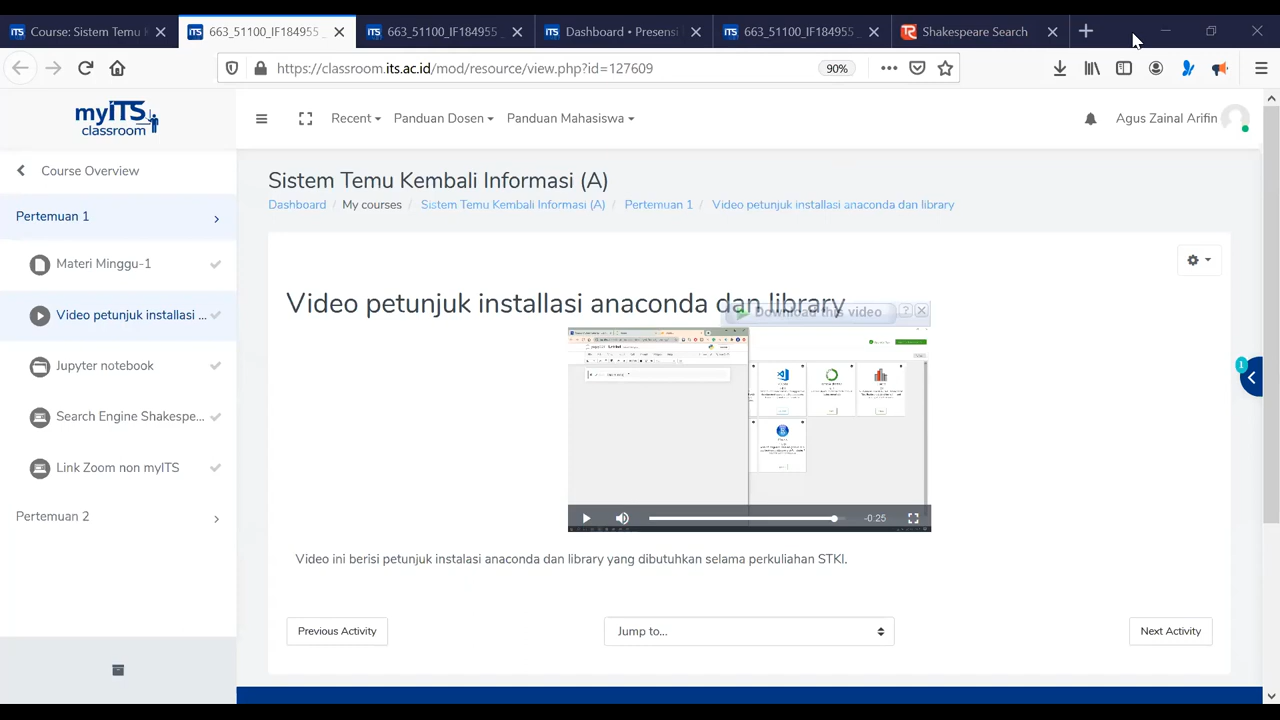 Course: Sistem Temu K
663_51100_IF184955_
663_51100_IF184955_
Dashboard • Presensi
663_51100_IF184955_
Shakespeare Search
https://classroom.its.ac.id/mod/resource/view.php?id=127609
90%
myITS
classroom
Recent
Panduan Dosen
Panduan Mahasiswa
Agus Zainal Arifin
Course Overview
Pertemuan 1
Materi Minggu-1
Video petunjuk installasi ...
Jupyter notebook
Search Engine Shakespe...
Link Zoom non myITS
Pertemuan 2
Sistem Temu Kembali Informasi (A)
Dashboard / My courses / Sistem Temu Kembali Informasi (A) / Pertemuan 1 / Video petunjuk installasi anaconda dan library
Video petunjuk installasi anaconda dan library
Download this video ?
-0:25
Video ini berisi petunjuk instalasi anaconda dan library yang dibutuhkan selama perkuliahan STKI.
Previous Activity
Jump to...
Next Activity
1